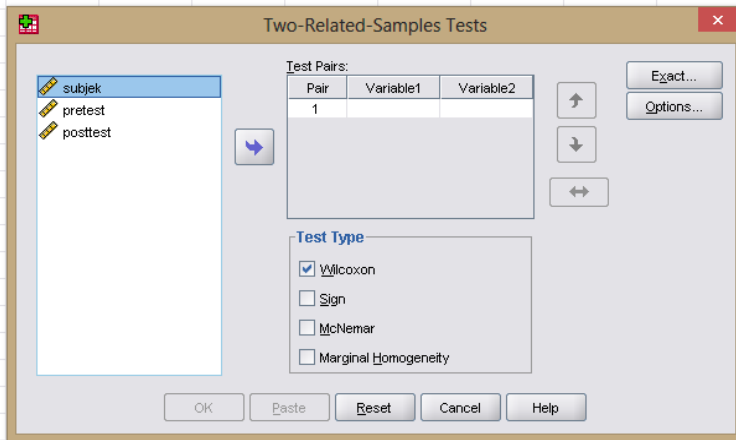 Two-Related-Samples Tests
subjek
pretest
posttest
Test Pairs:
Pair Variable1 Variable2
1
Exact...
Options...
Test Type
Wilcoxon
Sign
McNemar
Marginal Homogeneity
OK Paste Reset Cancel Help